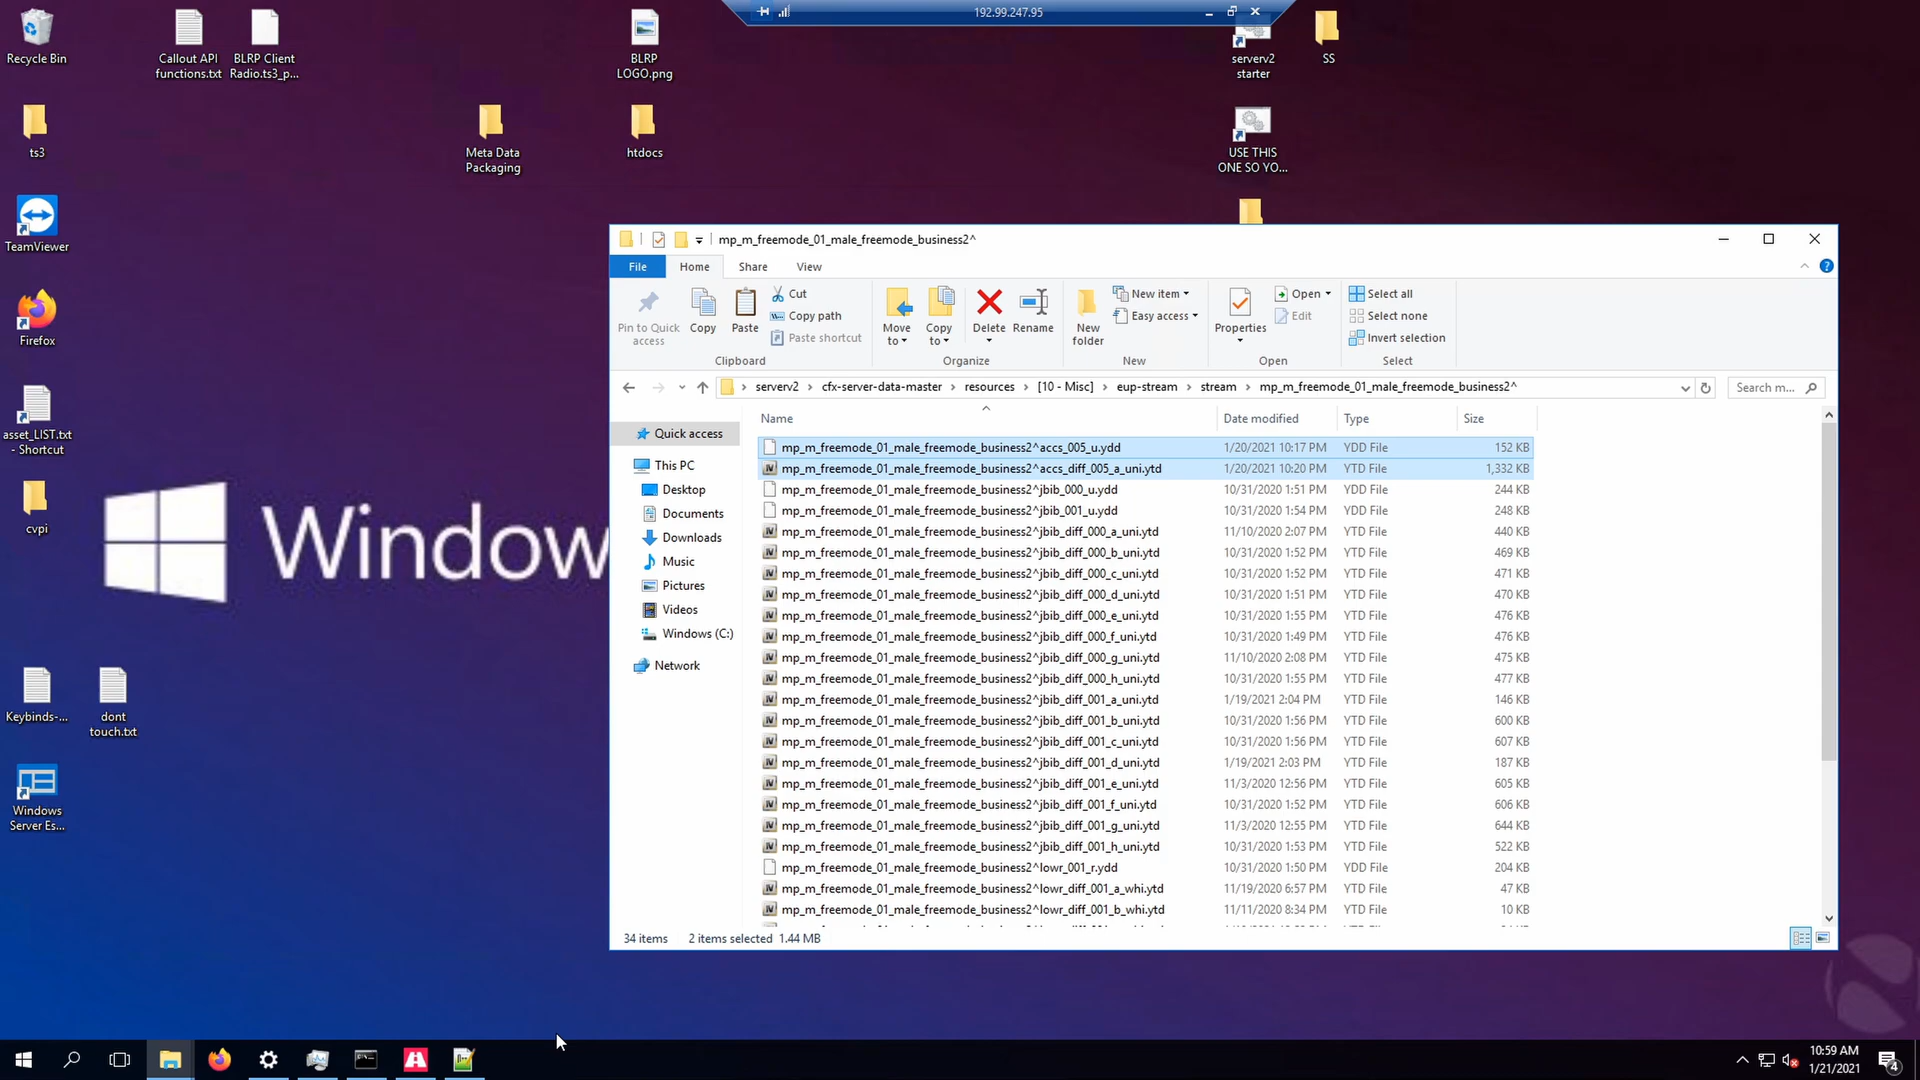 192.99.247.95
Recycle Bin
Callout API
functions.txt
BLRP Client
Radio.ts3_p...
BLRP
LOGO.png
serverv2
starter
SS
ts3
Meta Data
Packaging
htdocs
USE THIS
ONE SO YO...
TeamViewer
Firefox
asset_LIST.txt
- Shortcut
cvpi
Keybinds-...
dont
touch.txt
Windows
Server Es...
Window
mp_m_freemode_01_male_freemode_business2^
File Home Share View
Pin to Quick
access
Copy
Paste
Cut
Copy path
Paste shortcut
Clipboard
Move
to
Copy
to
Delete
Rename
Organize
New
folder
New item
Easy access
New
Properties
Open
Edit
Open
Select all
Select none
Invert selection
Select
serverv2 > cfx-server-data-master > resources > [10 - Misc] > eup-stream > stream > mp_m_freemode_01_male_freemode_business2^
Search m...
Quick access
This PC
Desktop
Documents
Downloads
Music
Pictures
Videos
Windows (C:)
Network
Name Date modified Type Size
mp_m_freemode_01_male_freemode_business2^accs_005_u.ydd 1/20/2021 10:17 PM YDD File 152 KB
mp_m_freemode_01_male_freemode_business2^accs_diff_005_a_uni.ytd 1/20/2021 10:20 PM YTD File 1,332 KB
mp_m_freemode_01_male_freemode_business2^jbib_000_u.ydd 10/31/2020 1:51 PM YDD File 244 KB
mp_m_freemode_01_male_freemode_business2^jbib_001_u.ydd 10/31/2020 1:54 PM YDD File 248 KB
mp_m_freemode_01_male_freemode_business2^jbib_diff_000_a_uni.ytd 11/10/2020 2:07 PM YTD File 440 KB
mp_m_freemode_01_male_freemode_business2^jbib_diff_000_b_uni.ytd 10/31/2020 1:52 PM YTD File 469 KB
mp_m_freemode_01_male_freemode_business2^jbib_diff_000_c_uni.ytd 10/31/2020 1:52 PM YTD File 471 KB
mp_m_freemode_01_male_freemode_business2^jbib_diff_000_d_uni.ytd 10/31/2020 1:51 PM YTD File 470 KB
mp_m_freemode_01_male_freemode_business2^jbib_diff_000_e_uni.ytd 10/31/2020 1:55 PM YTD File 476 KB
mp_m_freemode_01_male_freemode_business2^jbib_diff_000_f_uni.ytd 10/31/2020 1:49 PM YTD File 476 KB
mp_m_freemode_01_male_freemode_business2^jbib_diff_000_g_uni.ytd 11/10/2020 2:08 PM YTD File 475 KB
mp_m_freemode_01_male_freemode_business2^jbib_diff_000_h_uni.ytd 10/31/2020 1:55 PM YTD File 477 KB
mp_m_freemode_01_male_freemode_business2^jbib_diff_001_a_uni.ytd 1/19/2021 2:04 PM YTD File 146 KB
mp_m_freemode_01_male_freemode_business2^jbib_diff_001_b_uni.ytd 10/31/2020 1:56 PM YTD File 600 KB
mp_m_freemode_01_male_freemode_business2^jbib_diff_001_c_uni.ytd 10/31/2020 1:56 PM YTD File 607 KB
mp_m_freemode_01_male_freemode_business2^jbib_diff_001_d_uni.ytd 1/19/2021 2:03 PM YTD File 187 KB
mp_m_freemode_01_male_freemode_business2^jbib_diff_001_e_uni.ytd 11/3/2020 12:56 PM YTD File 605 KB
mp_m_freemode_01_male_freemode_business2^jbib_diff_001_f_uni.ytd 10/31/2020 1:52 PM YTD File 606 KB
mp_m_freemode_01_male_freemode_business2^jbib_diff_001_g_uni.ytd 11/3/2020 12:55 PM YTD File 644 KB
mp_m_freemode_01_male_freemode_business2^jbib_diff_001_h_uni.ytd 10/31/2020 1:53 PM YTD File 522 KB
mp_m_freemode_01_male_freemode_business2^lowr_001_r.ydd 10/31/2020 1:50 PM YDD File 204 KB
mp_m_freemode_01_male_freemode_business2^lowr_diff_001_a_whi.ytd 11/19/2020 6:57 PM YTD File 47 KB
mp_m_freemode_01_male_freemode_business2^lowr_diff_001_b_whi.ytd 11/11/2020 8:34 PM YTD File 10 KB
34 items 2 items selected 1.44 MB
10:59 AM
1/21/2021
4